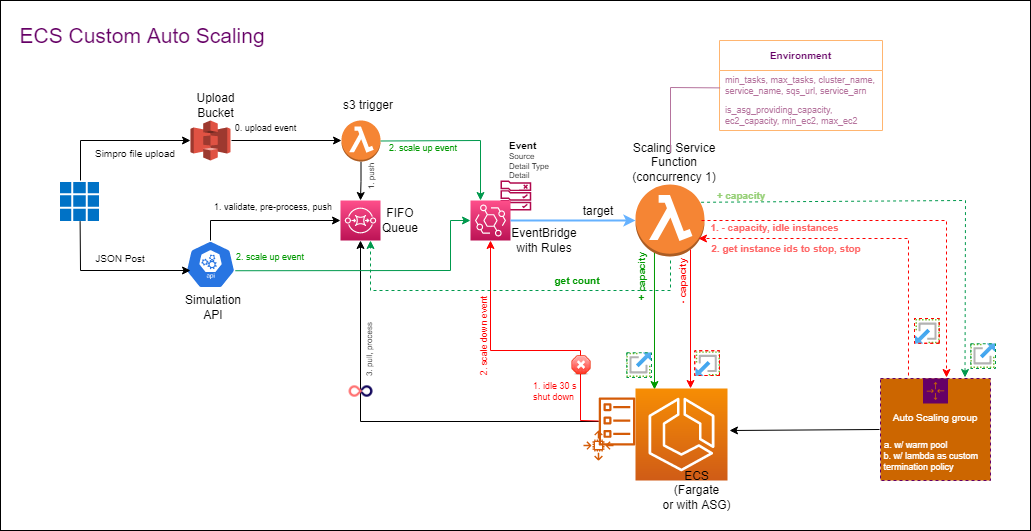 ECS Custom Auto Scaling
Environment
min_tasks, max_tasks, cluster_name,
service_name, sqs_url, service_arn
is_asg_providing_capacity,
ec2_capacity, min_ec2, max_ec2
Upload
Bucket
s3 trigger
0. upload event
Simpro file upload
2. scale up event
1. push
Event
Source
Detail Type
Detail
Scaling Service
Function
(concurrency 1)
+ capacity
1. validate, pre-process, push
FIFO
Queue
EventBridge
with Rules
target
1. - capacity, idle instances
2. get instance ids to stop, stop
JSON Post
api
2. scale up event
Simulation
API
get count
+ capacity
- capacity
3. pull, process
2. scale down event
1. idle 30 s
shut down
Auto Scaling group
a. w/ warm pool
b. w/ lambda as custom
termination policy
ECS
(Fargate
or with ASG)